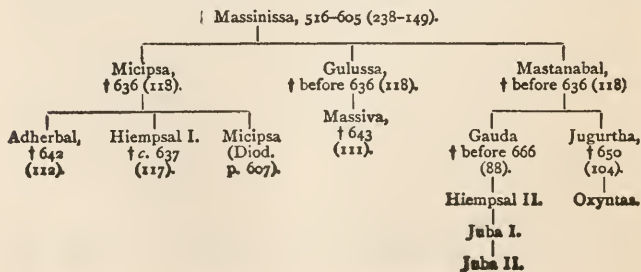 Massinissa, 516–605 (238–149).
Micipsa, Gulussa, Mastanabal,
† 636 (118). † before 636 (118). † before 636 (118)
Massiva,
Adherbal, Hiempsal I. Micipsa † 643 Gauda Jugurtha,
† 642 † c. 637 (Diod. (111). † before 666 † 650
(112). (117). p. 607). (88). (104).
Hiempsal II. Oxyntas.
Juba I.
Juba II.